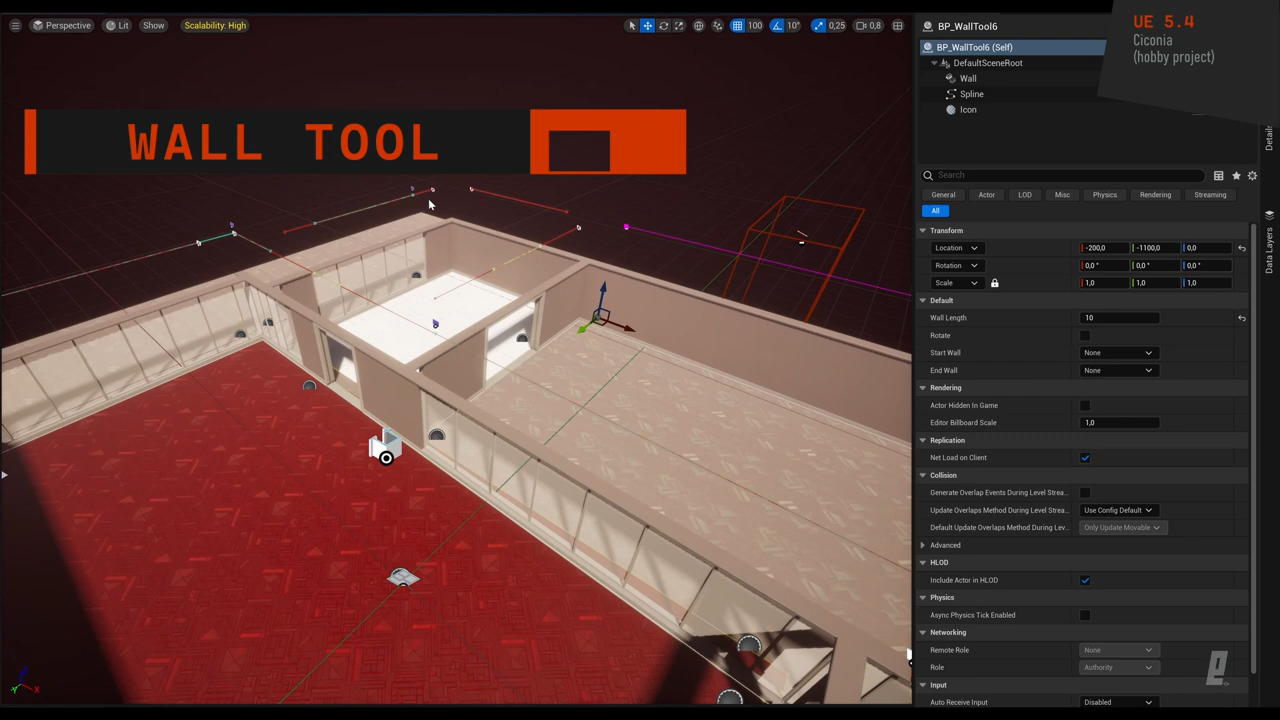 Perspective
Lit
Show
Scalability: High
100
10°
0,25
0,8
WALL TOOL
BP_WallTool6
UE 5.4
Ciconia
(hobby project)
BP_WallTool6 (Self)
DefaultSceneRoot
Wall
Spline
Icon
Details
Data Layers
Search
General
Actor
LOD
Misc
Physics
Rendering
Streaming
All
Transform
Location -200,0 -1100,0 0,0
Rotation 0,0 ° 0,0 ° 0,0 °
Scale 1,0 1,0 1,0
Default
Wall Length 10
Rotate
Start Wall None
End Wall None
Rendering
Actor Hidden In Game
Editor Billboard Scale 1,0
Replication
Net Load on Client
Collision
Generate Overlap Events During Level Strea...
Update Overlaps Method During Level Strea... Use Config Default
Default Update Overlaps Method During Lev... Only Update Movable
Advanced
HLOD
Include Actor in HLOD
Physics
Async Physics Tick Enabled
Networking
Remote Role None
Role Authority
Input
Auto Receive Input Disabled
X